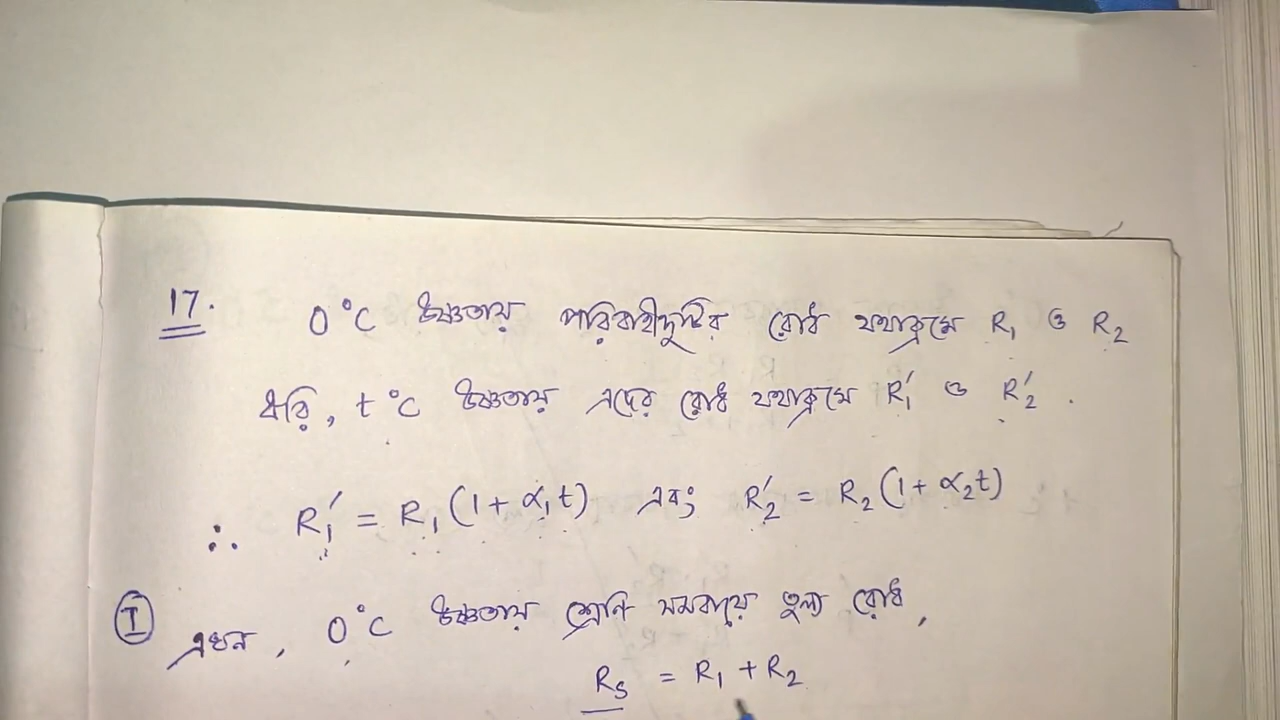 17. 0°C উষ্ণতায় পরিবাহীদুটির রোধ যথাক্রমে R₁ ও R₂
ধরি, t°C উষ্ণতায় এদের রোধ যথাক্রমে R₁′ ও R₂′ .
∴ R₁′ = R₁(1 + α₁t) এবং R₂′ = R₂(1 + α₂t)
Ⓘ এখন, 0°C উষ্ণতায় শ্রেণি সমবায়ে তুল্য রোধ,
Rₛ = R₁ + R₂